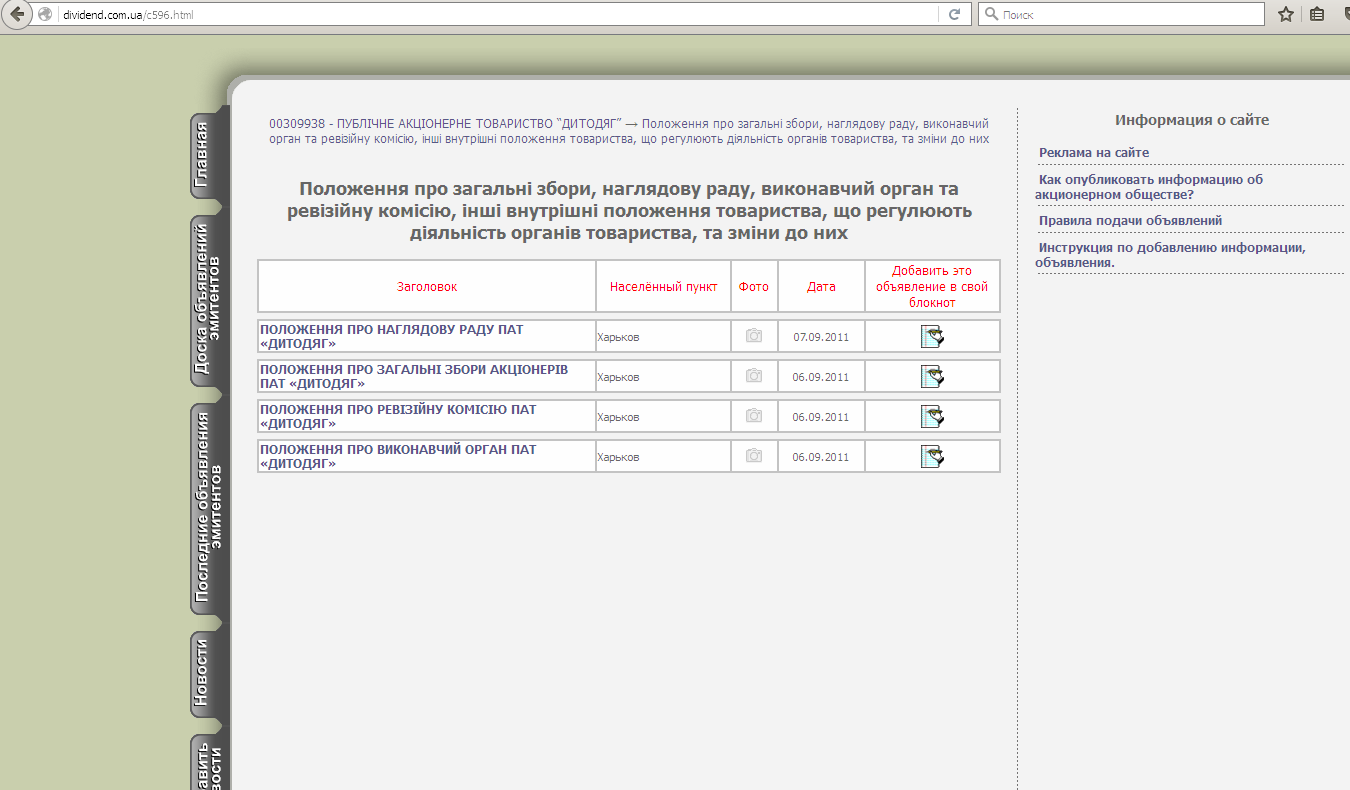 dividend.com.ua/c596.html
Поиск
Главная
Доска объявлений
эмитентов
Последние объявления
эмитентов
Новости
00309938 - ПУБЛІЧНЕ АКЦІОНЕРНЕ ТОВАРИСТВО "ДИТОДЯГ" → Положення про загальні збори, наглядову раду, виконавчий
орган та ревізійну комісію, інші внутрішні положення товариства, що регулюють діяльність органів товариства, та зміни до них
Положення про загальні збори, наглядову раду, виконавчий орган та
ревізійну комісію, інші внутрішні положення товариства, що регулюють
діяльність органів товариства, та зміни до них
Заголовок
Населённый пункт
Фото
Дата
Добавить это
объявление в свой
блокнот
ПОЛОЖЕННЯ ПРО НАГЛЯДОВУ РАДУ ПАТ
«ДИТОДЯГ»
Харьков
07.09.2011
ПОЛОЖЕННЯ ПРО ЗАГАЛЬНІ ЗБОРИ АКЦІОНЕРІВ
ПАТ «ДИТОДЯГ»
Харьков
06.09.2011
ПОЛОЖЕННЯ ПРО РЕВІЗІЙНУ КОМІСІЮ ПАТ
«ДИТОДЯГ»
Харьков
06.09.2011
ПОЛОЖЕННЯ ПРО ВИКОНАВЧИЙ ОРГАН ПАТ
«ДИТОДЯГ»
Харьков
06.09.2011
Информация о сайте
Реклама на сайте
Как опубликовать информацию об
акционерном обществе?
Правила подачи объявлений
Инструкция по добавлению информации,
объявления.